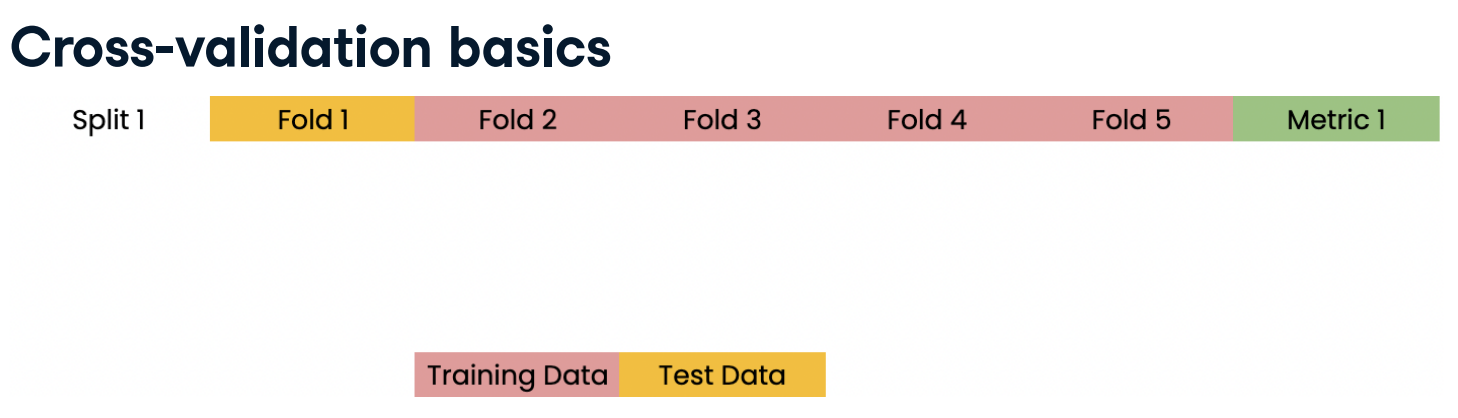 Cross-validation basics
Split 1 Fold 1 Fold 2 Fold 3 Fold 4 Fold 5 Metric 1
Training Data Test Data